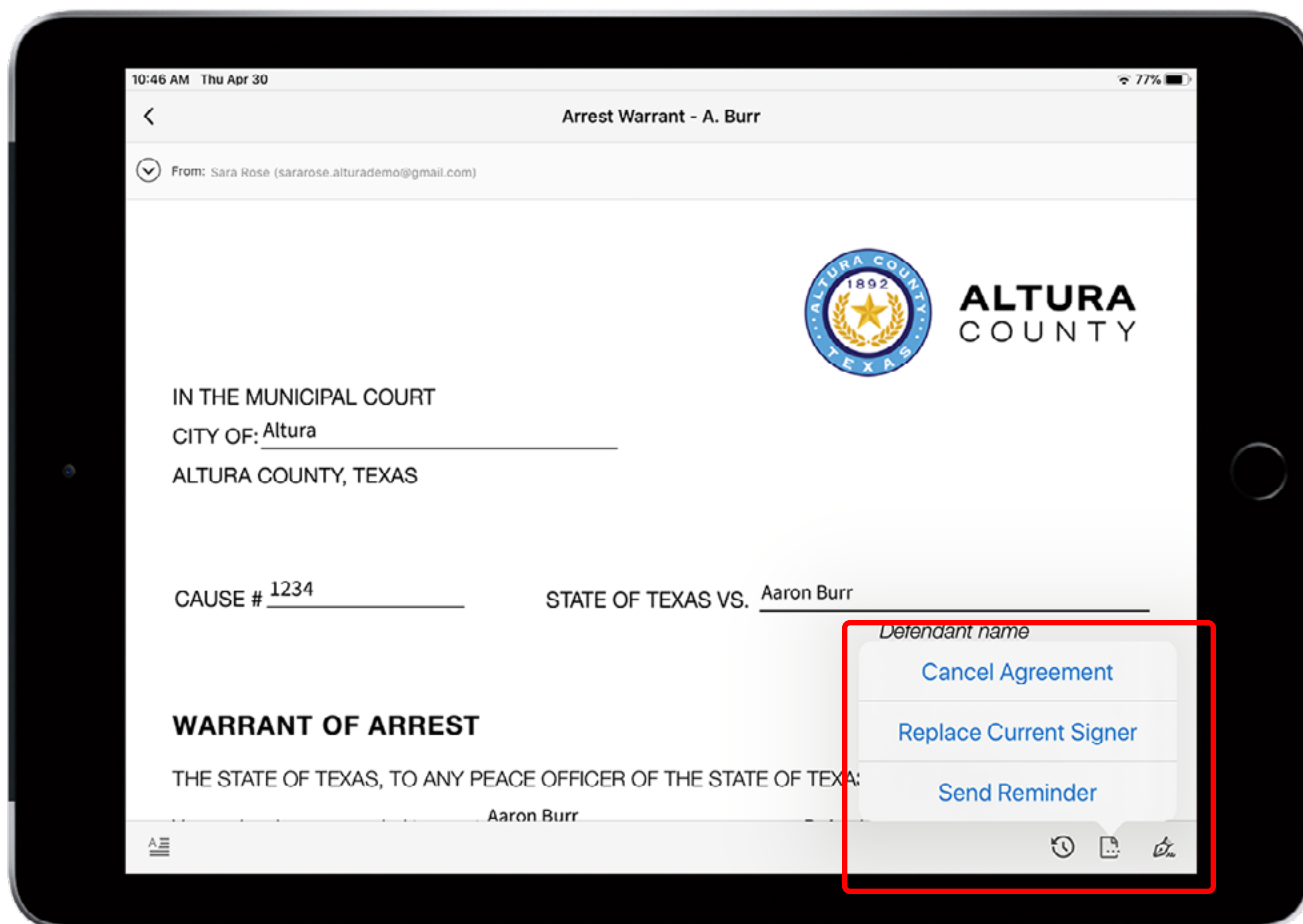 10:46 AM Thu Apr 30
77%
Arrest Warrant - A. Burr
From: Sara Rose (sararose.alturademo@gmail.com)
ALTURA COUNTY
1892
TEXAS
ALTURA
COUNTY
IN THE MUNICIPAL COURT
CITY OF: Altura
ALTURA COUNTY, TEXAS
CAUSE # 1234 STATE OF TEXAS VS. Aaron Burr
Defendant name
Cancel Agreement
WARRANT OF ARREST
Replace Current Signer
THE STATE OF TEXAS, TO ANY PEACE OFFICER OF THE STATE OF
Send Reminder
Aaron Burr